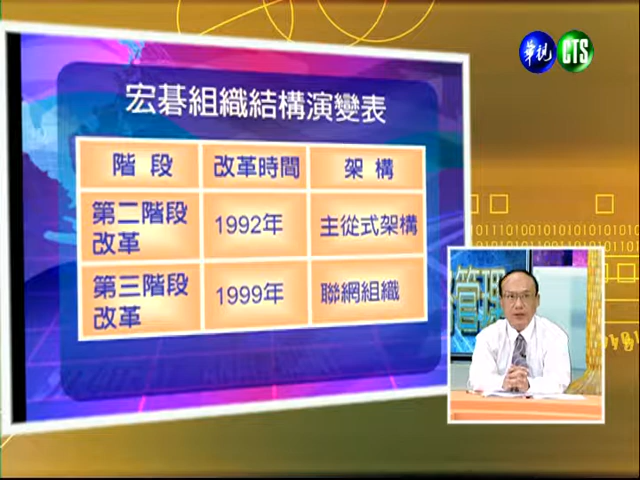 華視 CTS
宏碁組織結構演變表
階段 改革時間 架構
第二階段改革 1992年 主從式架構
第三階段改革 1999年 聯網組織
管理